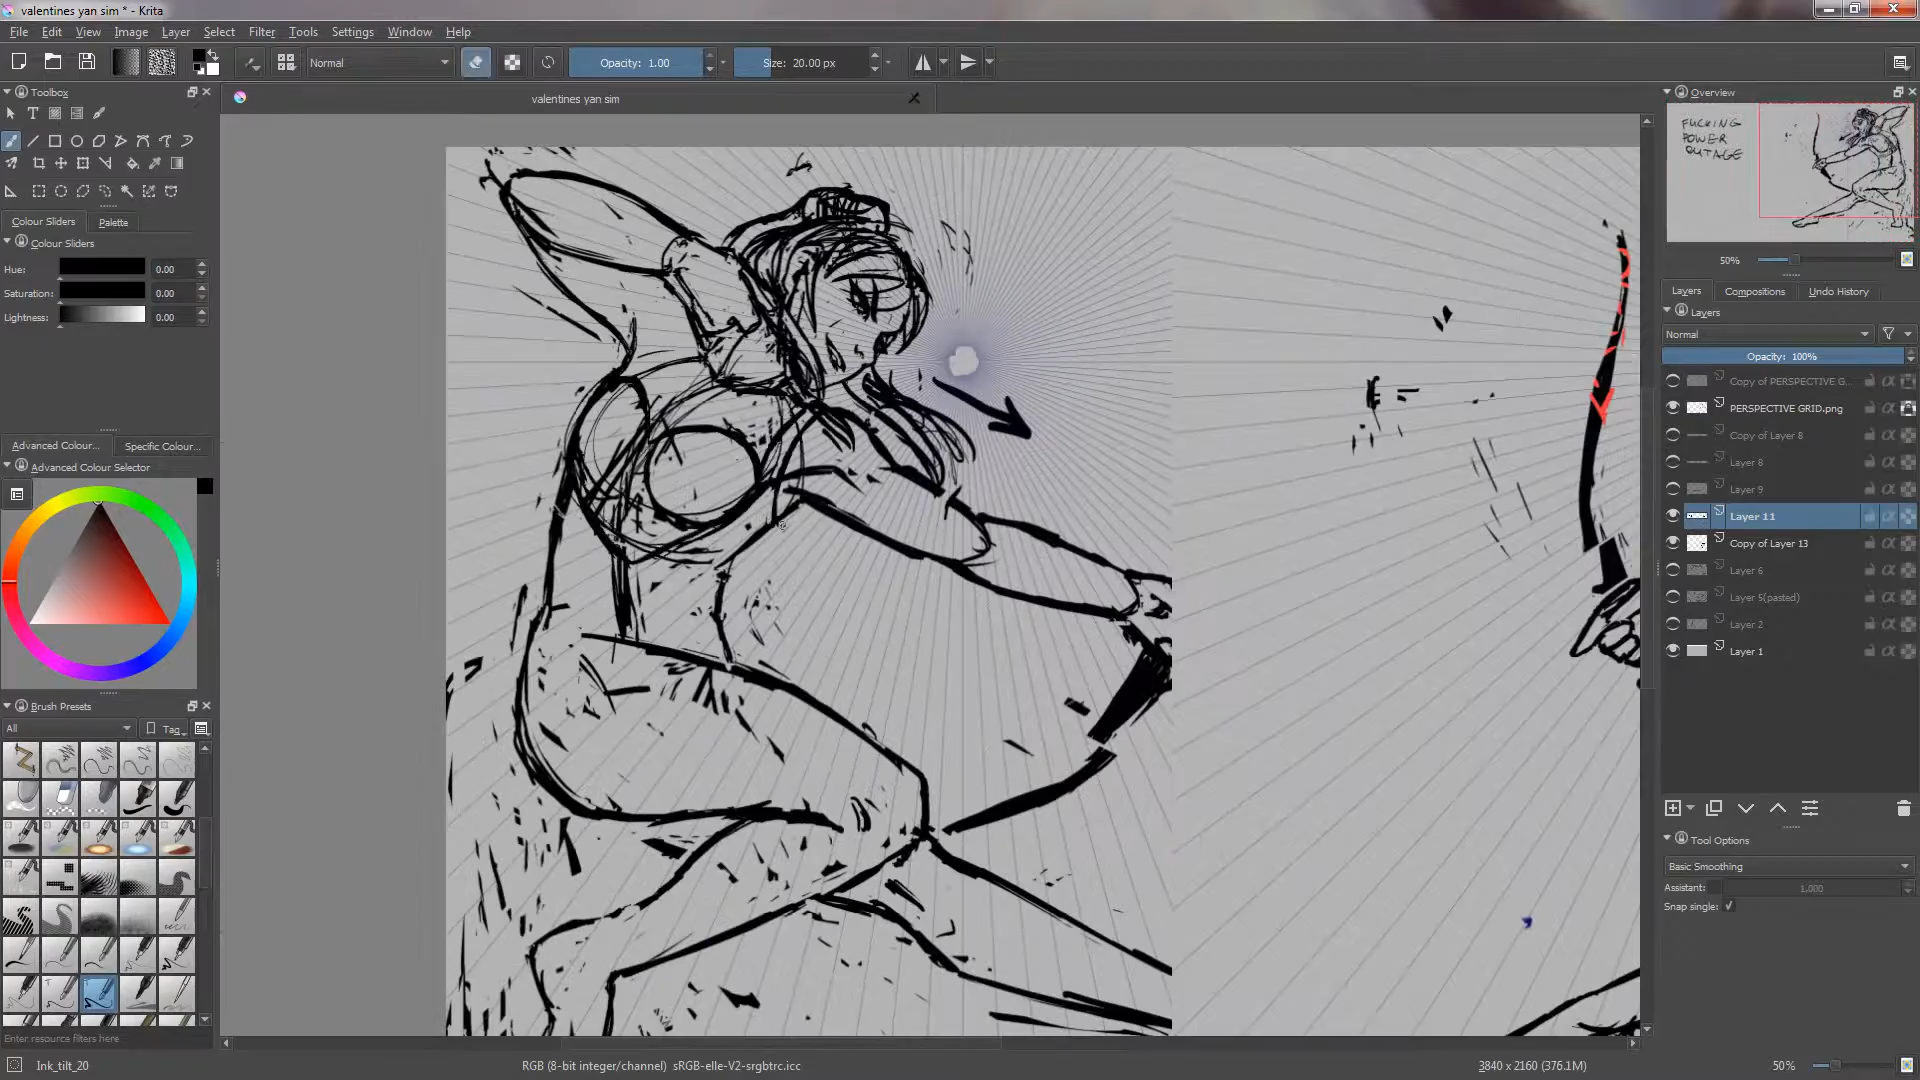 valentines yan sim * - Krita
File Edit View Image Layer Select Filter Tools Settings Window Help
Normal
Opacity: 1.00
Size: 20.00 px
Toolbox
valentines yan sim
Overview
FUCKING
POWER
OUTAGE
50%
Colour Sliders Palette
Colour Sliders
Hue: 0.00
Saturation: 0.00
Lightness: 0.00
Layers Compositions Undo History
Layers
Normal
Opacity: 100%
Copy of PERSPECTIVE G...
PERSPECTIVE GRID.png
Copy of Layer 8
Layer 8
Layer 9
Layer 11
Copy of Layer 13
Layer 6
Layer 5(pasted)
Layer 2
Layer 1
Advanced Colour... Specific Colour...
Advanced Colour Selector
Brush Presets
All
Tag
Tool Options
Basic Smoothing
Assistant: 1,000
Snap single:
Enter resource filters here
Ink_tilt_20
RGB (8-bit integer/channel) sRGB-elle-V2-srgbtrc.icc
3840 x 2160 (376.1M)
50%